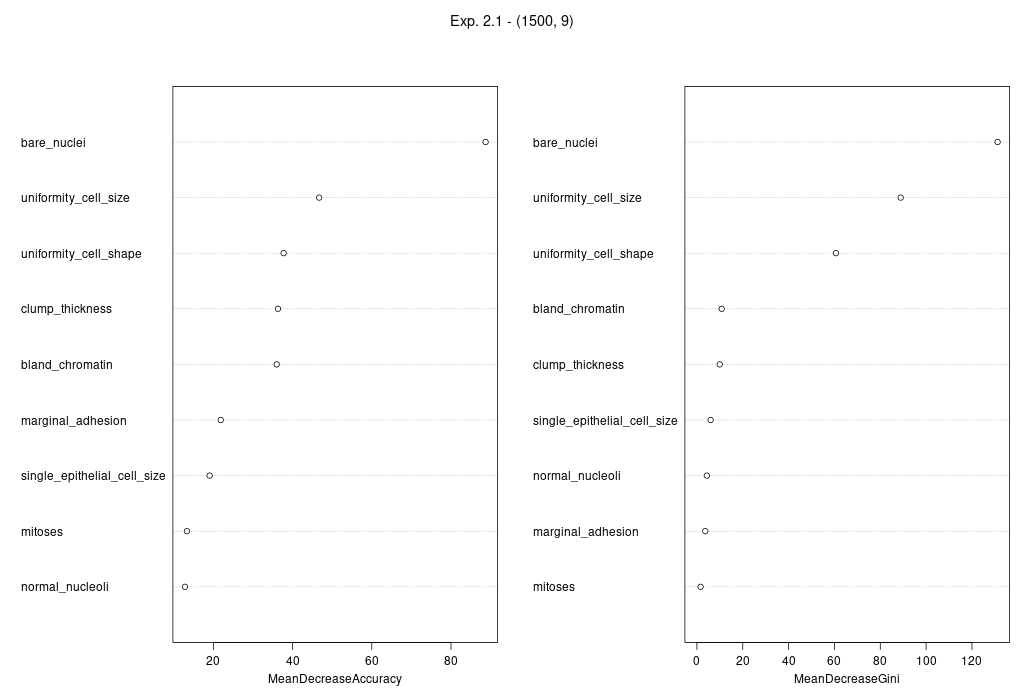 Exp. 2.1 - (1500, 9)
bare_nuclei
uniformity_cell_size
uniformity_cell_shape
clump_thickness
bland_chromatin
marginal_adhesion
single_epithelial_cell_size
mitoses
normal_nucleoli
20 40 60 80
MeanDecreaseAccuracy
bare_nuclei
uniformity_cell_size
uniformity_cell_shape
bland_chromatin
clump_thickness
single_epithelial_cell_size
normal_nucleoli
marginal_adhesion
mitoses
0 20 40 60 80 100 120
MeanDecreaseGini